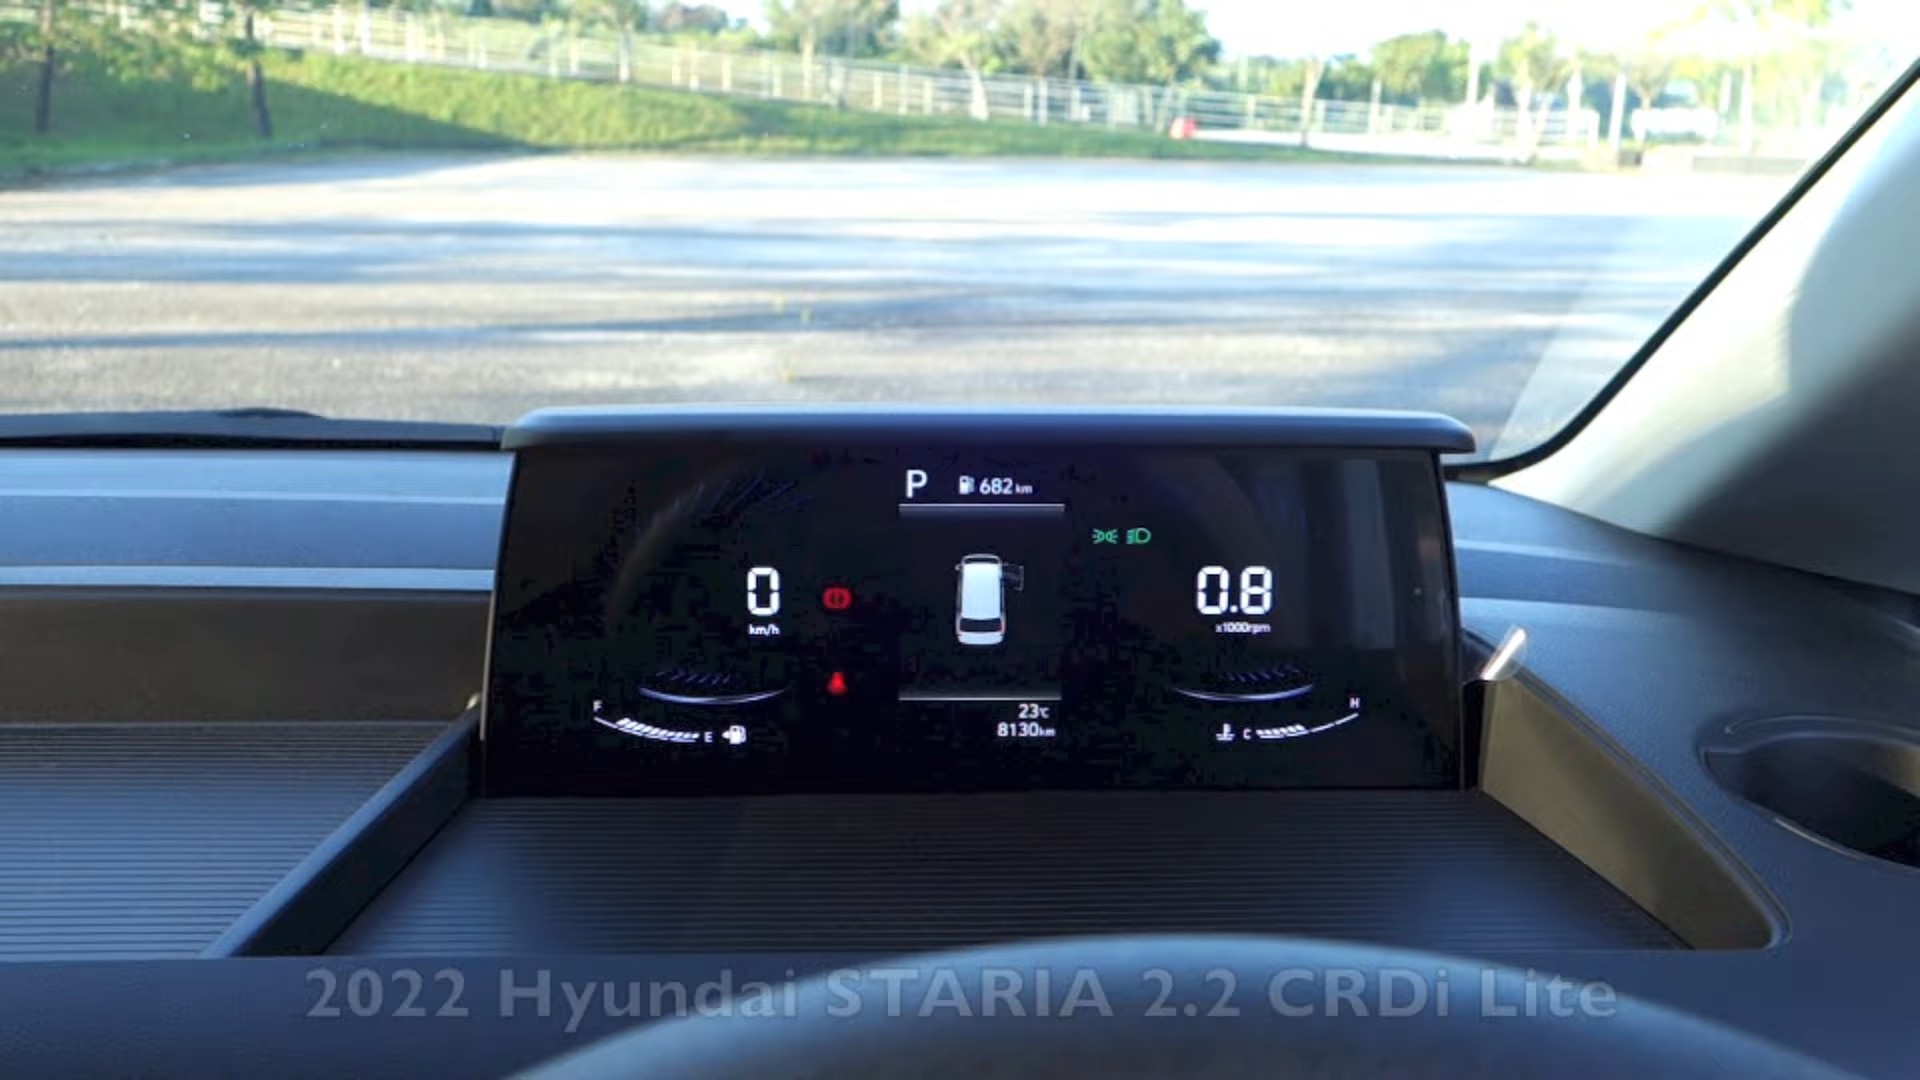 P 682 km
0
km/h
0.8
x1000rpm
F
E
23℃
8130km
C
H
2022 Hyundai STARIA 2.2 CRDi Lite